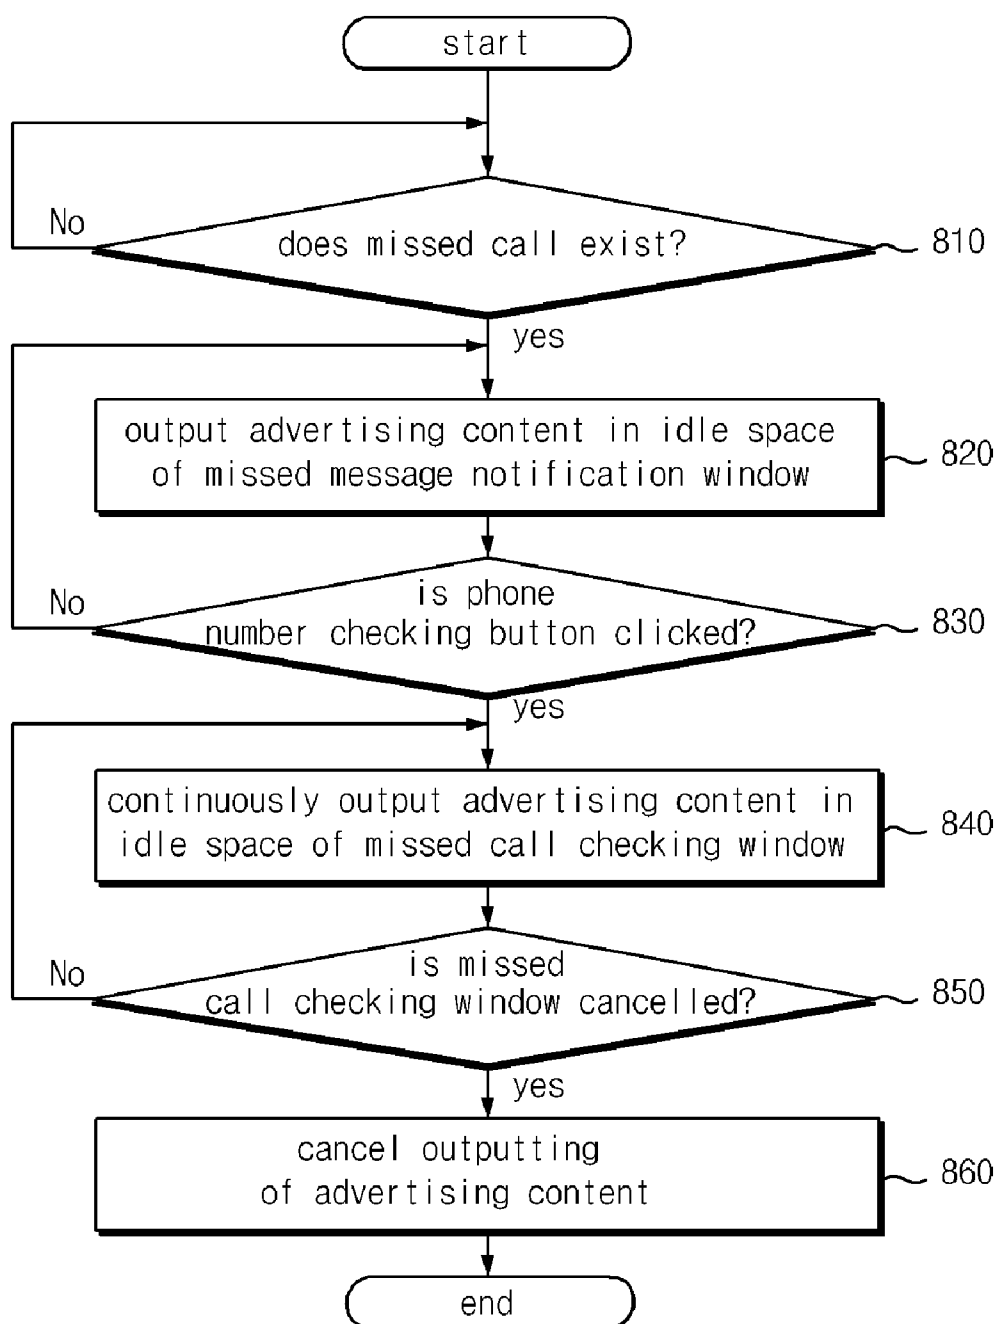 start
No
does missed call exist?
810
yes
output advertising content in idle space
of missed message notification window
820
No
is phone
number checking button clicked?
830
yes
continuously output advertising content in
idle space of missed call checking window
840
No
is missed
call checking window cancelled?
850
yes
cancel outputting
of advertising content
860
end